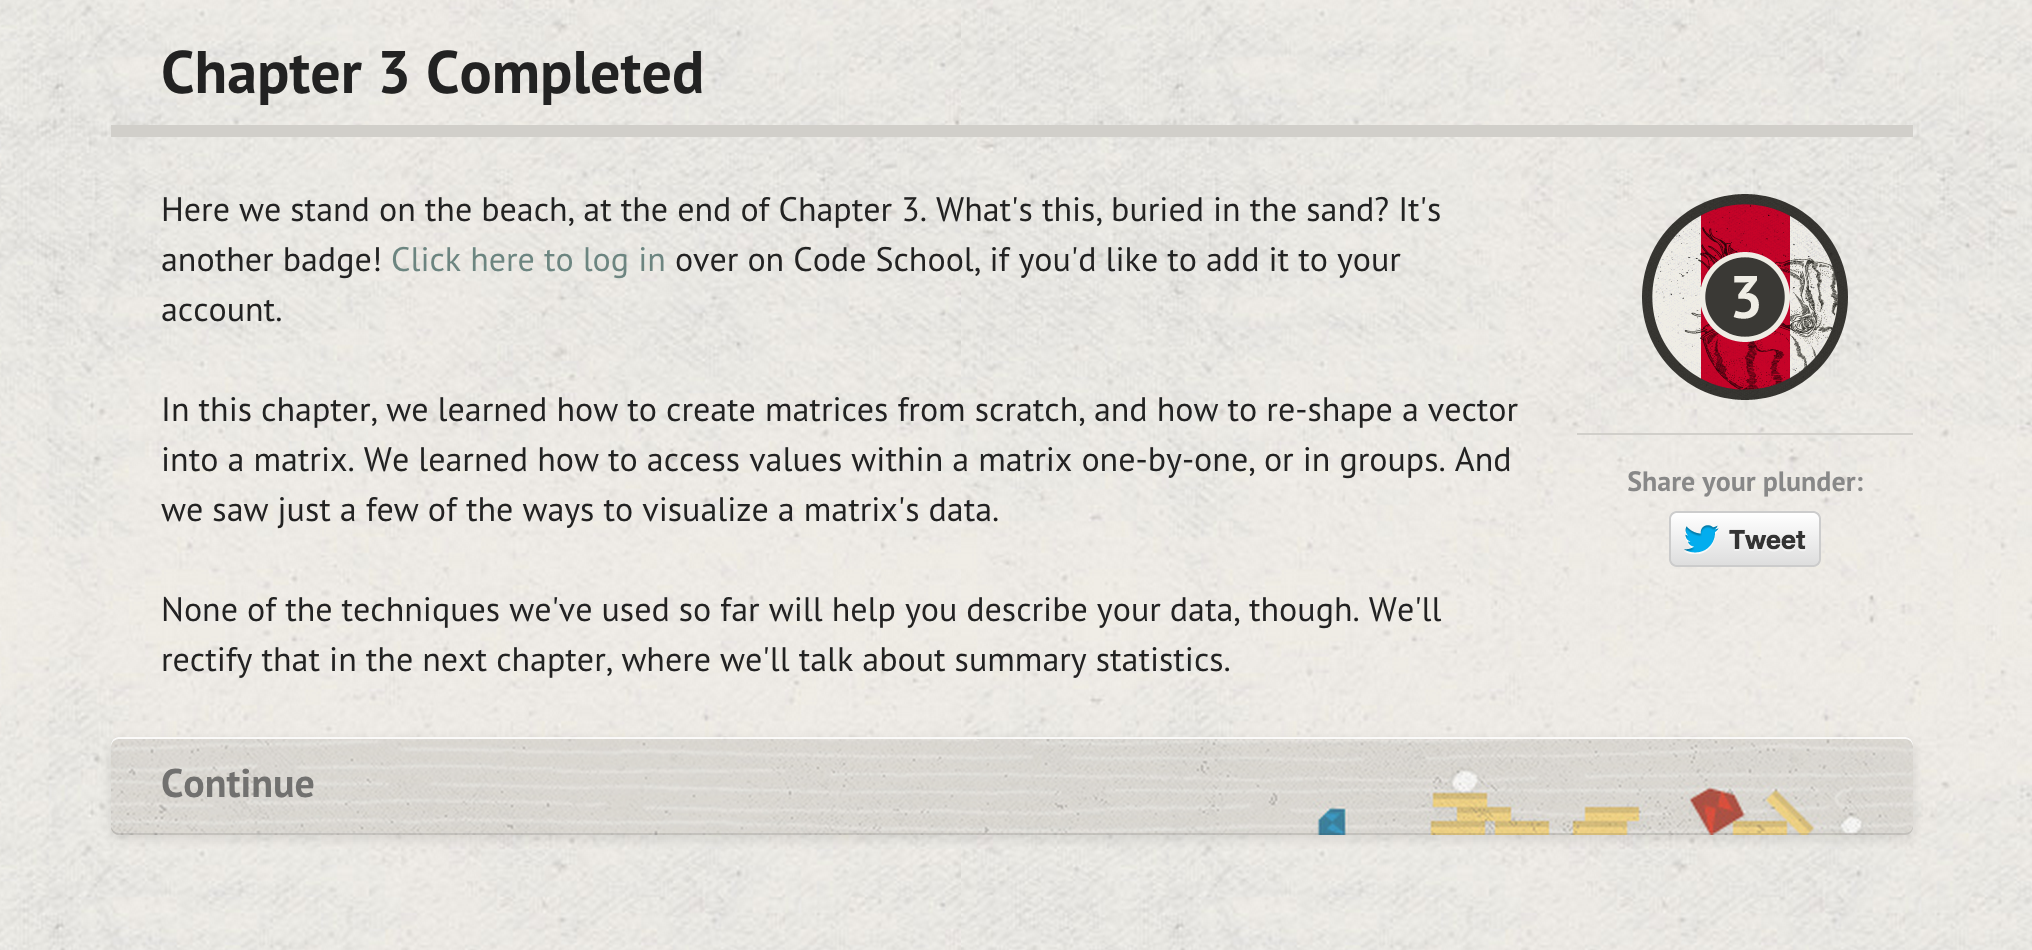 Chapter 3 Completed
Here we stand on the beach, at the end of Chapter 3. What's this, buried in the sand? It's
another badge! Click here to log in over on Code School, if you'd like to add it to your
account.
In this chapter, we learned how to create matrices from scratch, and how to re-shape a vector
into a matrix. We learned how to access values within a matrix one-by-one, or in groups. And
we saw just a few of the ways to visualize a matrix's data.
None of the techniques we've used so far will help you describe your data, though. We'll
rectify that in the next chapter, where we'll talk about summary statistics.
3
Share your plunder:
Tweet
Continue